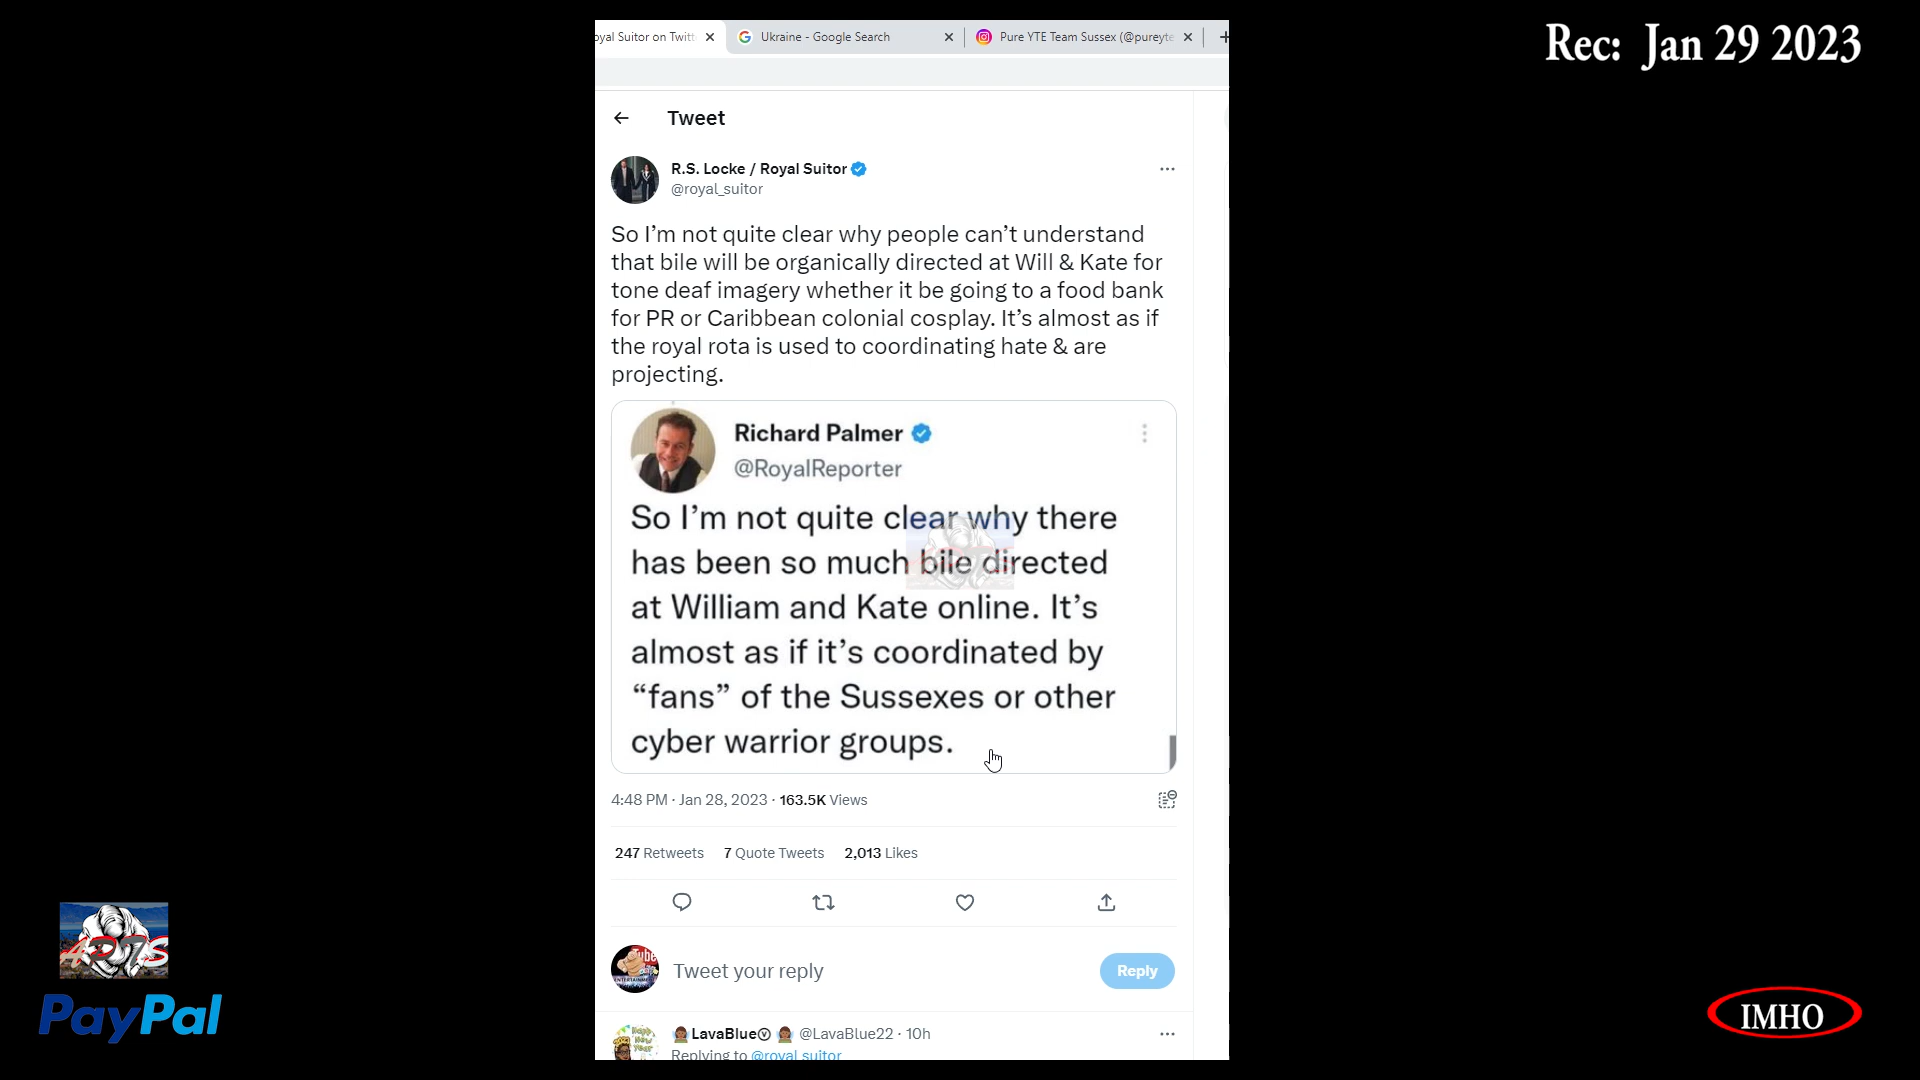 Rec: Jan 29 2023
oyal Suitor on Twitt
Ukraine - Google Search
Pure YTE Team Sussex (@pureyte
Tweet
R.S. Locke / Royal Suitor
@royal_suitor
So I'm not quite clear why people can't understand
that bile will be organically directed at Will & Kate for
tone deaf imagery whether it be going to a food bank
for PR or Caribbean colonial cosplay. It's almost as if
the royal rota is used to coordinating hate & are
projecting.
Richard Palmer
@RoyalReporter
So I'm not quite clear why there
has been so much bile directed
at William and Kate online. It's
almost as if it's coordinated by
“fans” of the Sussexes or other
cyber warrior groups.
4:48 PM · Jan 28, 2023 · 163.5K Views
247 Retweets 7 Quote Tweets 2,013 Likes
Tweet your reply
Reply
LavaBlue @LavaBlue22 · 10h
Replying to @royal_suitor
PayPal
IMHO